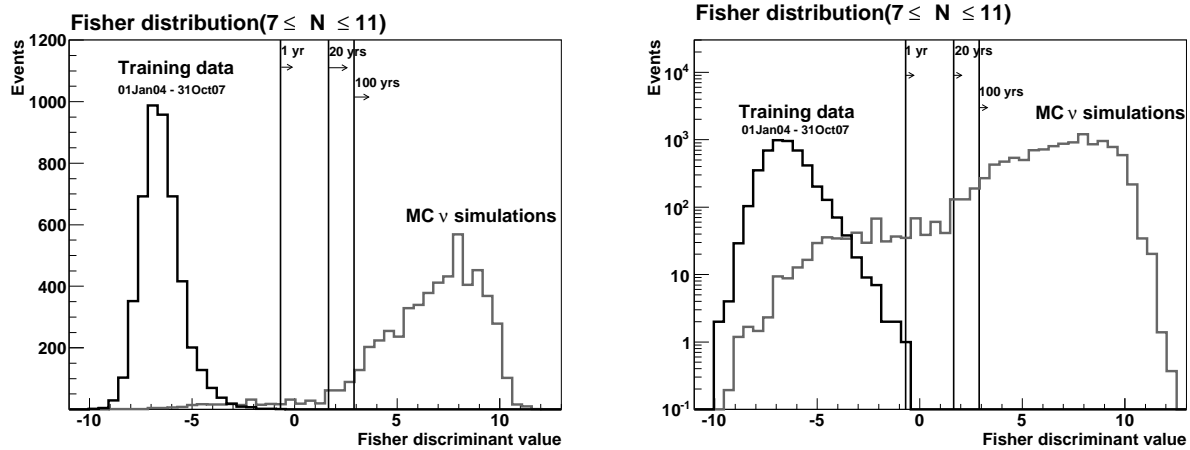 Fisher distribution(7 ≤ N ≤ 11)
Events
1200
1000
800
600
400
200
Training data
01Jan04 - 31Oct07
1 yr
20 yrs
100 yrs
MC ν simulations
-10 -5 0 5 10
Fisher discriminant value
Fisher distribution(7 ≤ N ≤ 11)
Events
10⁴
10³
10²
10
1
10⁻¹
Training data
01Jan04 - 31Oct07
1 yr
20 yrs
100 yrs
MC ν simulations
-10 -5 0 5 10
Fisher discriminant value